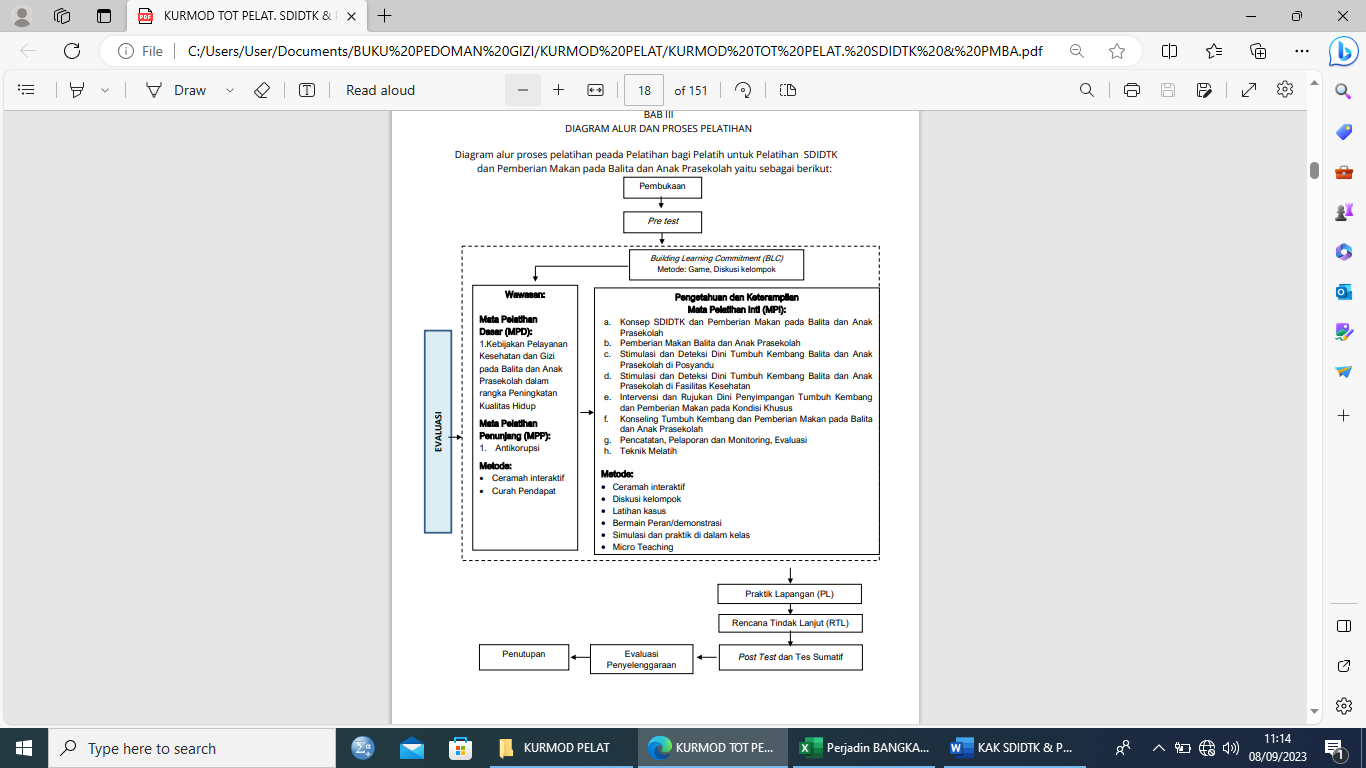 KURMOD TOT PELAT. SDIDTK &
File
C:/Users/User/Documents/BUKU%20PEDOMAN%20GIZI/KURMOD%20PELAT/KURMOD%20TOT%20PELAT.%20SDIDTK%20&%20PMBA.pdf
Draw
Read aloud
18 of 151
BAB III
DIAGRAM ALUR DAN PROSES PELATIHAN
Diagram alur proses pelatihan peada Pelatihan bagi Pelatih untuk Pelatihan SDIDTK
dan Pemberian Makan pada Balita dan Anak Prasekolah yaitu sebagai berikut:
Pembukaan
Pre test
Building Learning Commitment (BLC)
Metode: Game, Diskusi kelompok
EVALUASI
Wawasan:
Mata Pelatihan
Dasar (MPD):
1.Kebijakan Pelayanan
Kesehatan dan Gizi
pada Balita dan Anak
Prasekolah dalam
rangka Peningkatan
Kualitas Hidup
Mata Pelatihan
Penunjang (MPP):
1. Antikorupsi
Metode:
• Ceramah interaktif
• Curah Pendapat
Pengetahuan dan Keterampilan
Mata Pelatihan Inti (MPI):
a. Konsep SDIDTK dan Pemberian Makan pada Balita dan Anak
Prasekolah
b. Pemberian Makan Balita dan Anak Prasekolah
c. Stimulasi dan Deteksi Dini Tumbuh Kembang Balita dan Anak
Prasekolah di Posyandu
d. Stimulasi dan Deteksi Dini Tumbuh Kembang Balita dan Anak
Prasekolah di Fasilitas Kesehatan
e. Intervensi dan Rujukan Dini Penyimpangan Tumbuh Kembang
dan Pemberian Makan pada Kondisi Khusus
f. Konseling Tumbuh Kembang dan Pemberian Makan pada Balita
dan Anak Prasekolah
g. Pencatatan, Pelaporan dan Monitoring, Evaluasi
h. Teknik Melatih
Metode:
• Ceramah interaktif
• Diskusi kelompok
• Latihan kasus
• Bermain Peran/demonstrasi
• Simulasi dan praktik di dalam kelas
• Micro Teaching
Praktik Lapangan (PL)
Rencana Tindak Lanjut (RTL)
Post Test dan Tes Sumatif
Evaluasi
Penyelenggaraan
Penutupan
Type here to search
KURMOD PELAT
KURMOD TOT PE...
Perjadin BANGKA...
KAK SDIDTK & P...
11:14
08/09/2023
1